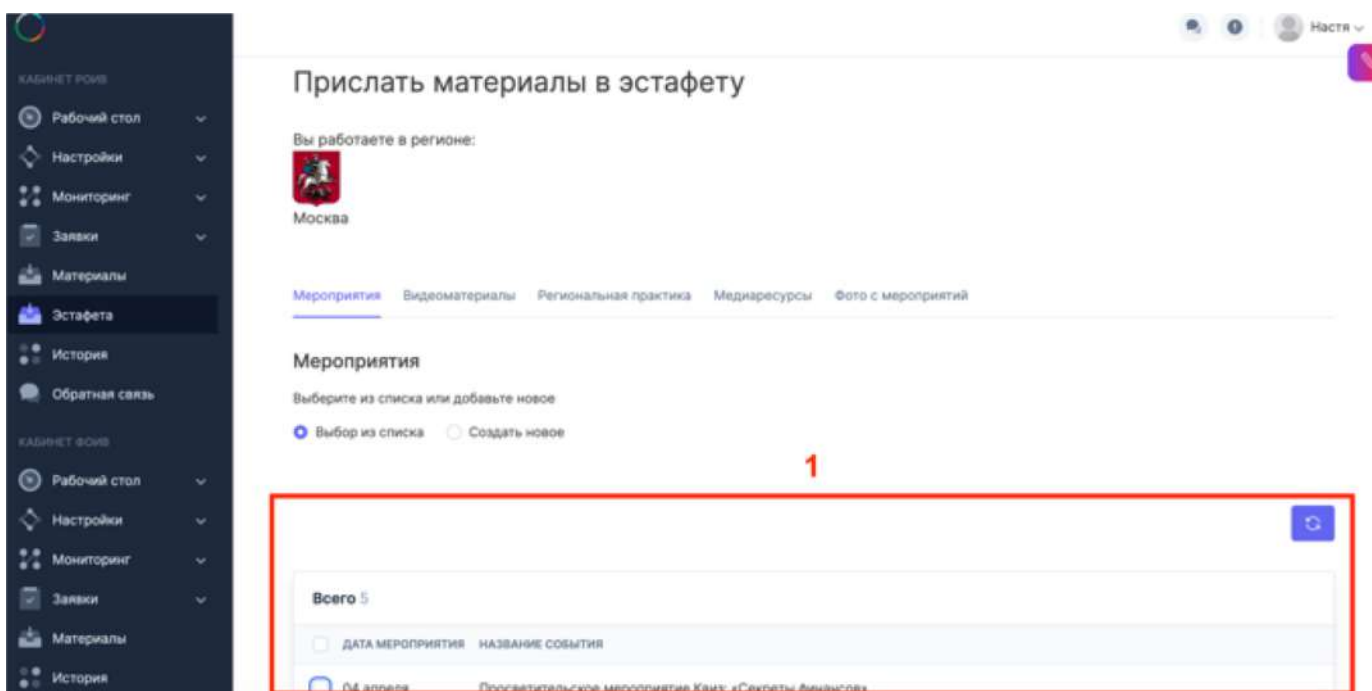 Настя
КАБИНЕТ РОИВ
Рабочий стол
Настройки
Мониторинг
Заявки
Материалы
Эстафета
История
Обратная связь
КАБИНЕТ ФОИВ
Рабочий стол
Настройки
Мониторинг
Заявки
Материалы
История
Прислать материалы в эстафету
Вы работаете в регионе:
Москва
Мероприятия Видеоматериалы Региональная практика Медиаресурсы Фото с мероприятий
Мероприятия
Выберите из списка или добавьте новое
Выбор из списка Создать новое
1
Всего 5
ДАТА МЕРОПРИЯТИЯ НАЗВАНИЕ СОБЫТИЯ
04 апреля Просветительское мероприятие Квиз: «Секреты финансов»